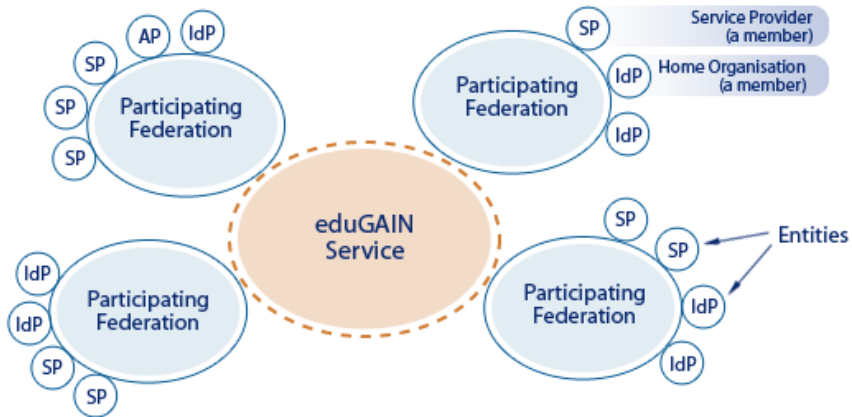 SP
AP
IdP
SP
SP
SP
Participating
Federation
SP
IdP
IdP
Participating
Federation
Service Provider
(a member)
Home Organisation
(a member)
eduGAIN
Service
IdP
IdP
SP
SP
Participating
Federation
SP
SP
IdP
IdP
Participating
Federation
Entities